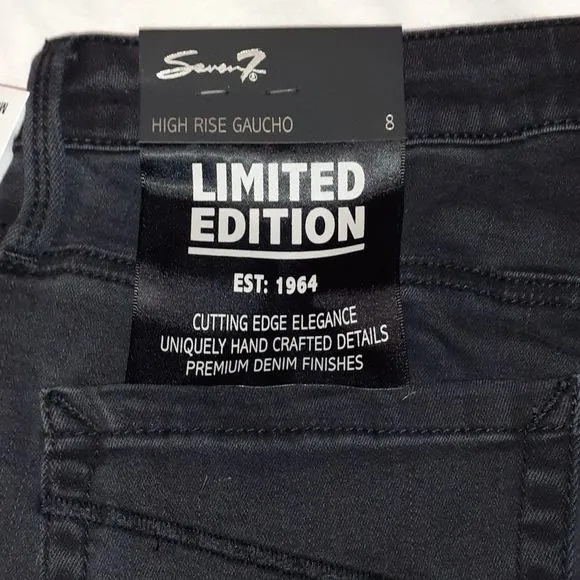 Seven7®
HIGH RISE GAUCHO 8
LIMITED
EDITION
EST: 1964
CUTTING EDGE ELEGANCE
UNIQUELY HAND CRAFTED DETAILS
PREMIUM DENIM FINISHES